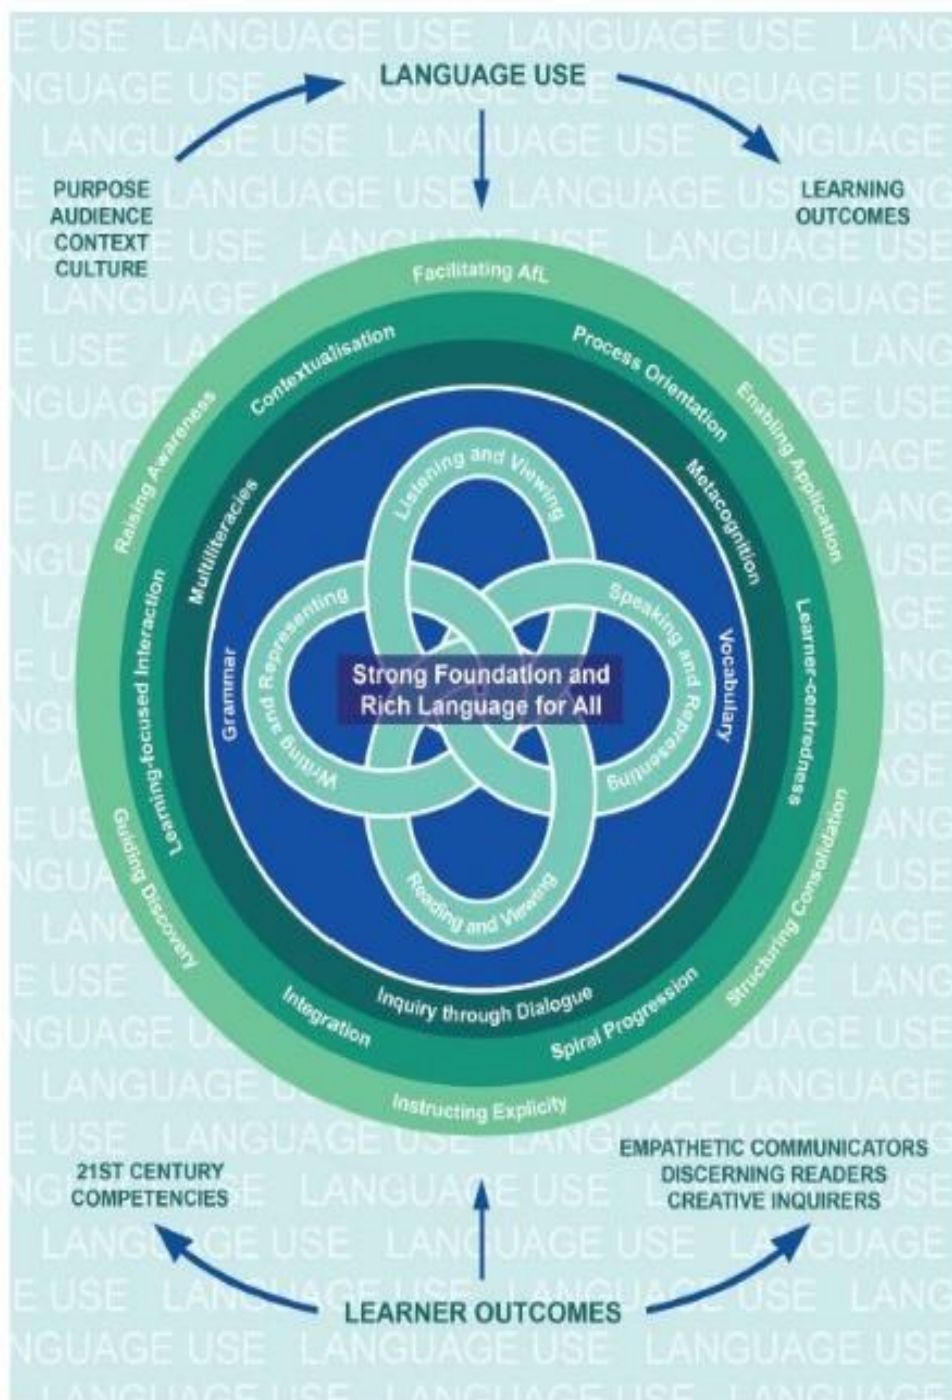 LANGUAGE USE
PURPOSE
AUDIENCE
CONTEXT
CULTURE
LEARNING
OUTCOMES
Facilitating AfL
Raising Awareness
Enabling Application
Guiding Discovery
Structuring Consolidation
Instructing Explicity
Contextualisation
Process Orientation
Learning-focused Interaction
Learner-centredness
Integration
Spiral Progression
Multiliteracies
Metacognition
Inquiry through Dialogue
Grammar
Vocabulary
Listening and Viewing
Writing and Representing
Speaking and Representing
Reading and Viewing
Strong Foundation and
Rich Language for All
21ST CENTURY
COMPETENCIES
EMPATHETIC COMMUNICATORS
DISCERNING READERS
CREATIVE INQUIRERS
LEARNER OUTCOMES